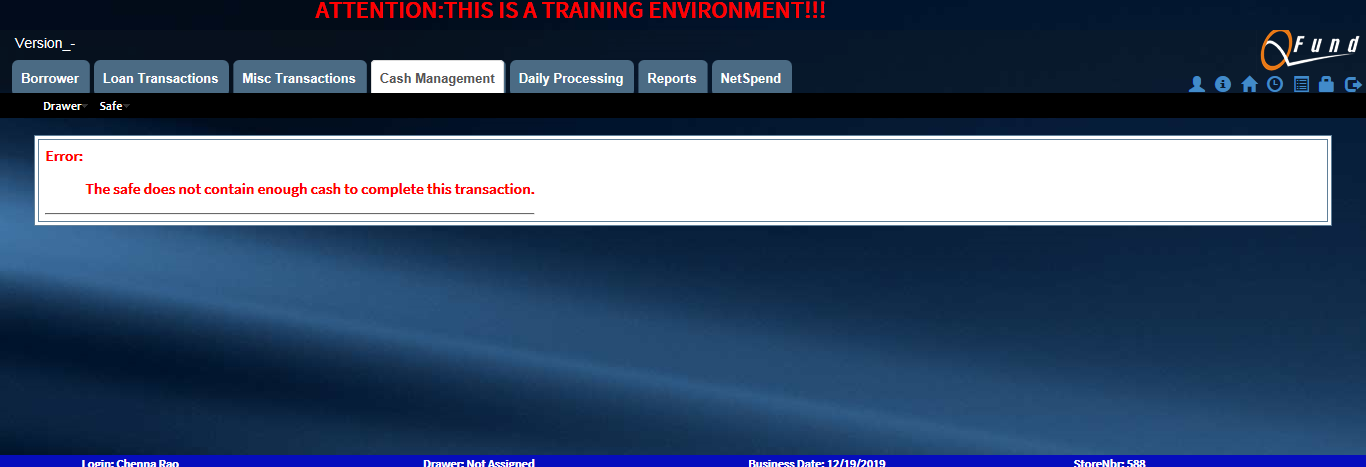 ATTENTION:THIS IS A TRAINING ENVIRONMENT!!!
Version_-
Fund
Borrower Loan Transactions Misc Transactions Cash Management Daily Processing Reports NetSpend
Drawer Safe
Error:
The safe does not contain enough cash to complete this transaction.
Login: Chenna Rao Drawer: Not Assigned Business Date: 12/19/2019 StoreNbr: 588